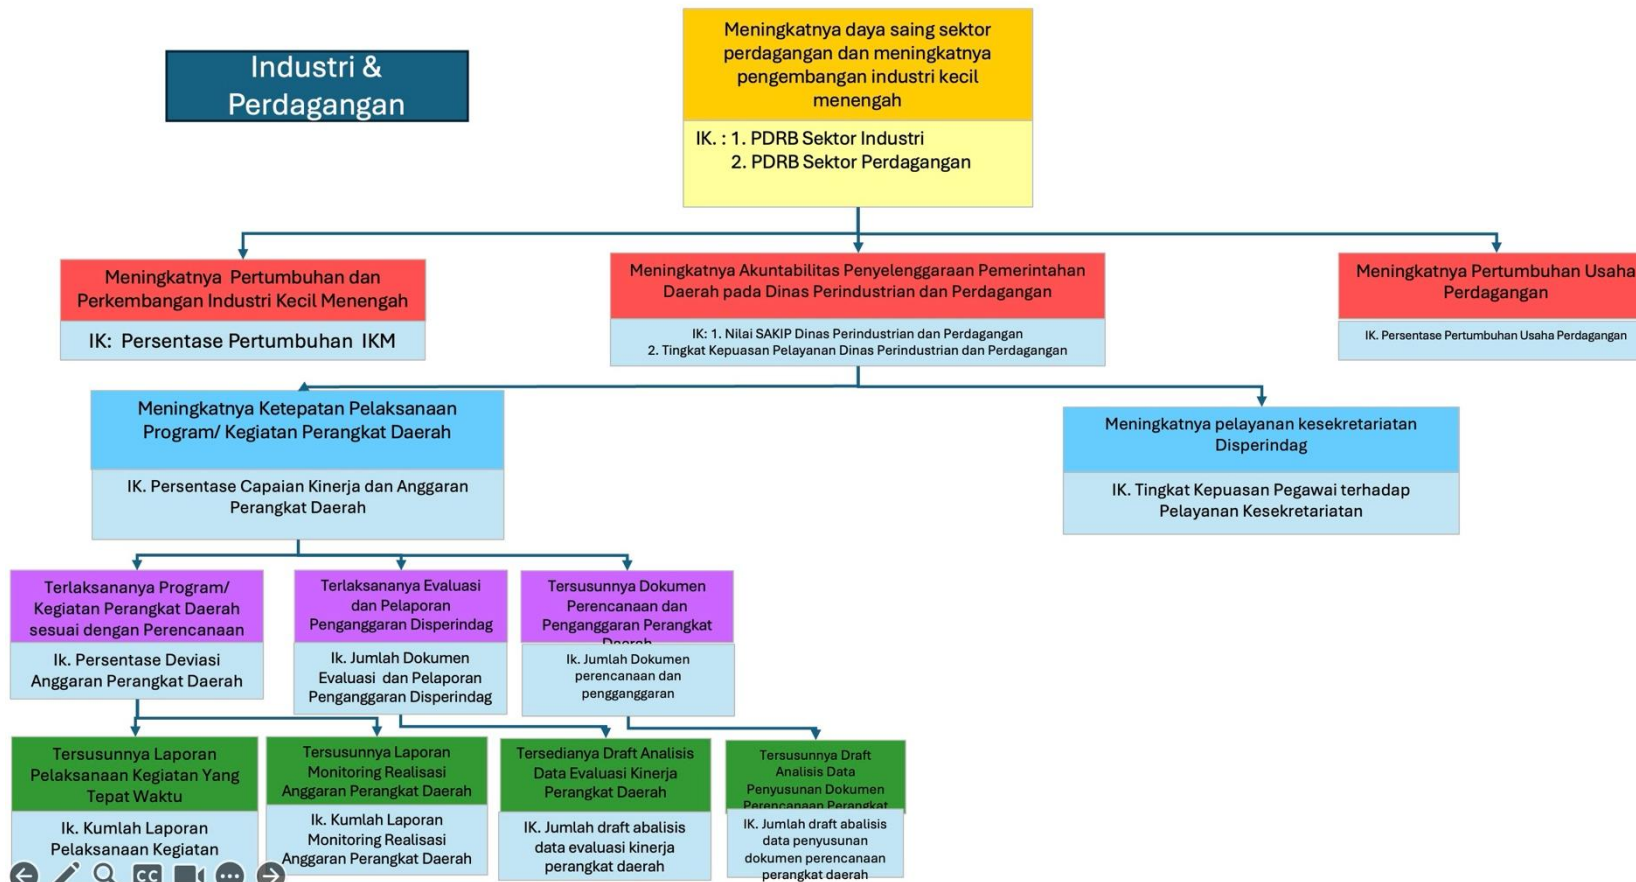 Industri &
Perdagangan
Meningkatnya daya saing sektor
perdagangan dan meningkatnya
pengembangan industri kecil
menengah
IK. : 1. PDRB Sektor Industri
2. PDRB Sektor Perdagangan
Meningkatnya Pertumbuhan dan
Perkembangan Industri Kecil Menengah
IK: Persentase Pertumbuhan IKM
Meningkatnya Akuntabilitas Penyelenggaraan Pemerintahan
Daerah pada Dinas Perindustrian dan Perdagangan
IK: 1. Nilai SAKIP Dinas Perindustrian dan Perdagangan
2. Tingkat Kepuasan Pelayanan Dinas Perindustrian dan Perdagangan
Meningkatnya Pertumbuhan Usaha
Perdagangan
IK. Persentase Pertumbuhan Usaha Perdagangan
Meningkatnya Ketepatan Pelaksanaan
Program/ Kegiatan Perangkat Daerah
IK. Persentase Capaian Kinerja dan Anggaran
Perangkat Daerah
Meningkatnya pelayanan kesekretariatan
Disperindag
IK. Tingkat Kepuasan Pegawai terhadap
Pelayanan Kesekretariatan
Terlaksananya Program/
Kegiatan Perangkat Daerah
sesuai dengan Perencanaan
Ik. Persentase Deviasi
Anggaran Perangkat Daerah
Terlaksananya Evaluasi
dan Pelaporan
Penganggaran Disperindag
Ik. Jumlah Dokumen
Evaluasi dan Pelaporan
Penganggaran Disperindag
Tersusunnya Dokumen
Perencanaan dan
Penganggaran Perangkat
Daerah
Ik. Jumlah Dokumen
perencanaan dan
pengganggaran
Tersusunnya Laporan
Pelaksanaan Kegiatan Yang
Tepat Waktu
Ik. Kumlah Laporan
Pelaksanaan Kegiatan
Tersusunnya Laporan
Monitoring Realisasi
Anggaran Perangkat Daerah
Ik. Kumlah Laporan
Monitoring Realisasi
Anggaran Perangkat Daerah
Tersedianya Draft Analisis
Data Evaluasi Kinerja
Perangkat Daerah
IK. Jumlah draft abalisis
data evaluasi kinerja
perangkat daerah
Tersusunnya Draft
Analisis Data
Penyusunan Dokumen
Perencanaan Perangkat
IK. Jumlah draft abalisis
data penyusunan
dokumen perencanaan
perangkat daerah
CC